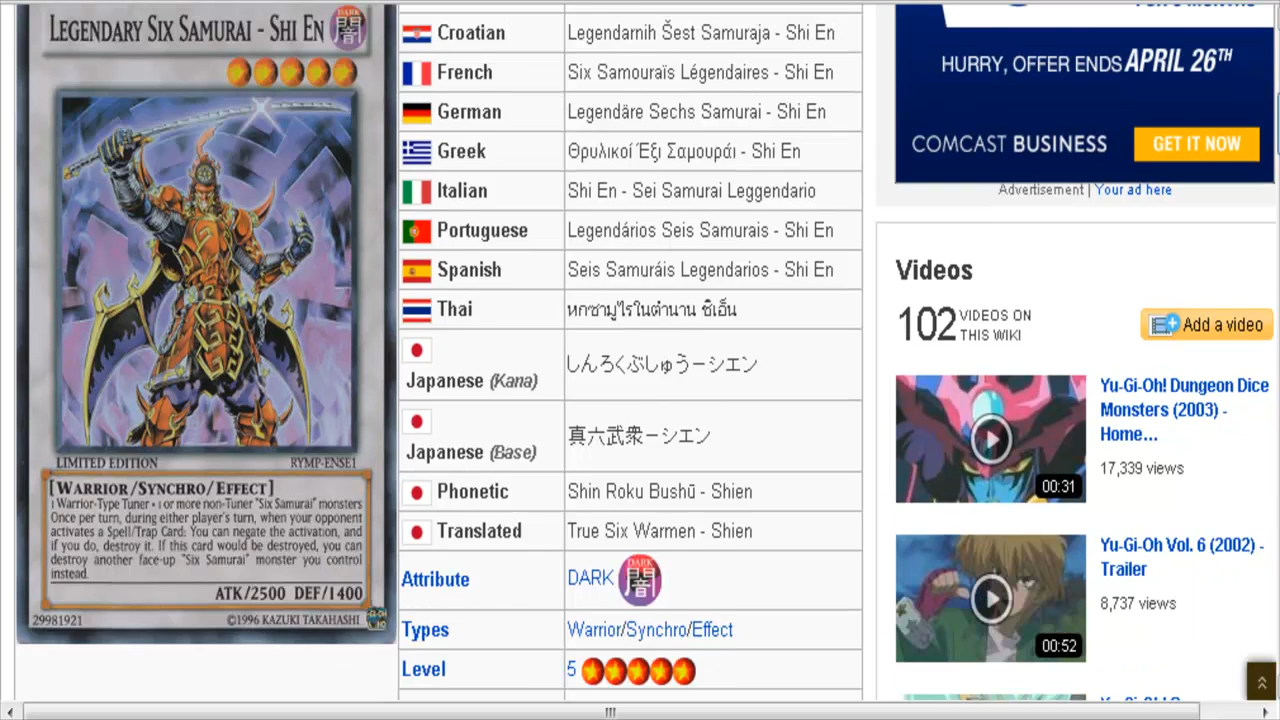 LEGENDARY SIX SAMURAI - SHI EN
DARK
闇
LIMITED EDITION
RYMP-ENSE1
[WARRIOR/SYNCHRO/EFFECT]
1 Warrior-Type Tuner + 1 or more non-Tuner "Six Samurai" monsters
Once per turn, during either player's turn, when your opponent
activates a Spell/Trap Card: You can negate the activation, and
if you do, destroy it. If this card would be destroyed, you can
destroy another face-up "Six Samurai" monster you control
instead.
ATK/2500 DEF/1400
29981921
©1996 KAZUKI TAKAHASHI
Croatian Legendarnih Šest Samuraja - Shi En
French Six Samouraïs Légendaires - Shi En
German Legendäre Sechs Samurai - Shi En
Greek Θρυλικοί Έξι Σαμουράι - Shi En
Italian Shi En - Sei Samurai Leggendario
Portuguese Legendários Seis Samurais - Shi En
Spanish Seis Samuráis Legendarios - Shi En
Thai หกซามูไรในตำนาน ชิเอ็น
Japanese (Kana) しんろくぶしゅうーシエン
Japanese (Base) 真六武衆－シエン
Phonetic Shin Roku Bushū - Shien
Translated True Six Warmen - Shien
Attribute DARK
DARK
闇
Types Warrior/Synchro/Effect
Level 5
HURRY, OFFER ENDS APRIL 26TH
COMCAST BUSINESS
GET IT NOW
Advertisement | Your ad here
Videos
102 VIDEOS ON
THIS WIKI
Add a video
Yu-Gi-Oh! Dungeon Dice
Monsters (2003) -
Home...
17,339 views
00:31
Yu-Gi-Oh Vol. 6 (2002) -
Trailer
8,737 views
00:52